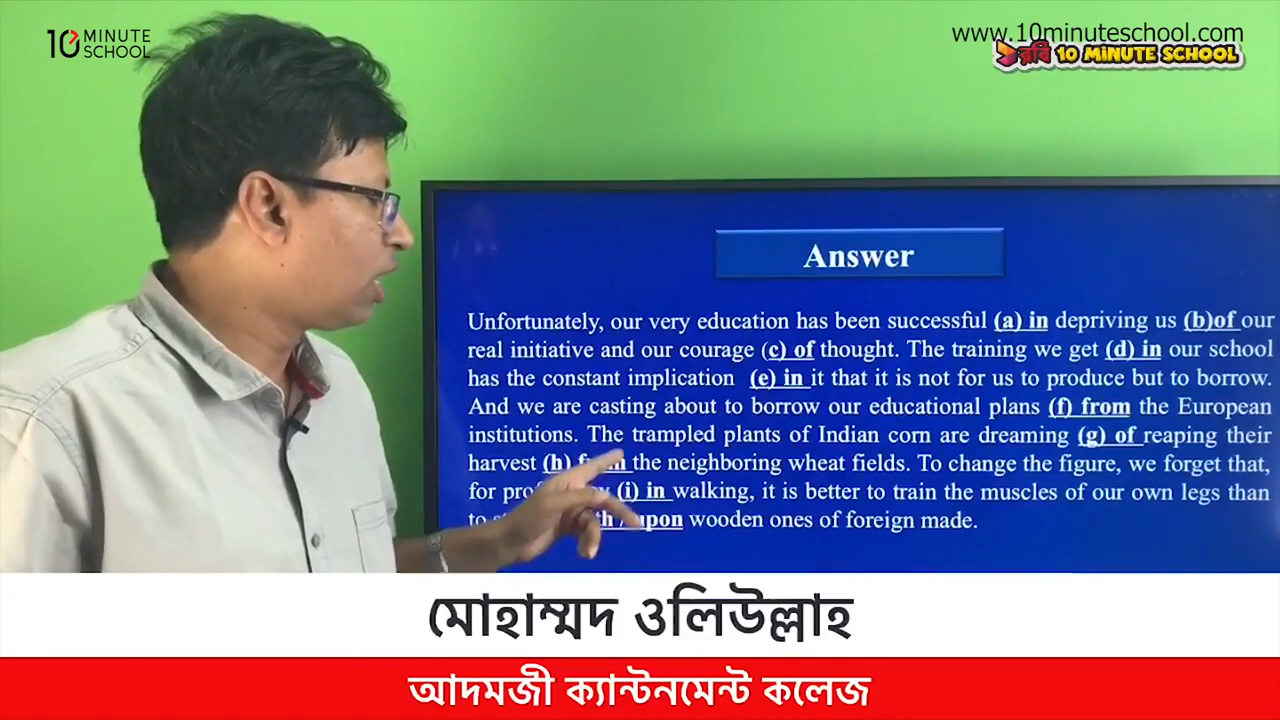 10 MINUTE
SCHOOL
www.10minuteschool.com
রবি 10 MiNUTE SCHOOL
Answer
Unfortunately, our very education has been successful (a) in depriving us (b)of our
real initiative and our courage (c) of thought. The training we get (d) in our school
has the constant implication (e) in it that it is not for us to produce but to borrow.
And we are casting about to borrow our educational plans (f) from the European
institutions. The trampled plants of Indian corn are dreaming (g) of reaping their
harvest (h) the neighboring wheat fields. To change the figure, we forget that,
for (i) in walking, it is better to train the muscles of our own legs than
to upon wooden ones of foreign made.
মোহাম্মদ ওলিউল্লাহ
আদমজী ক্যান্টনমেন্ট কলেজ